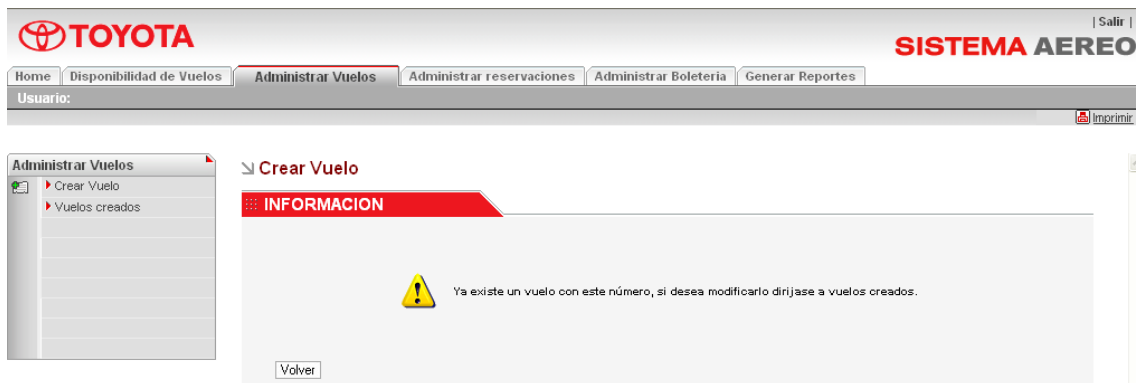 | Salir |
TOYOTA
SISTEMA AEREO
Home Disponibilidad de Vuelos Administrar Vuelos Administrar reservaciones Administrar Boleteria Generar Reportes
Usuario:
Imprimir
Administrar Vuelos
Crear Vuelo
Vuelos creados
Crear Vuelo
INFORMACION
Ya existe un vuelo con este número, si desea modificarlo dirijase a vuelos creados.
Volver